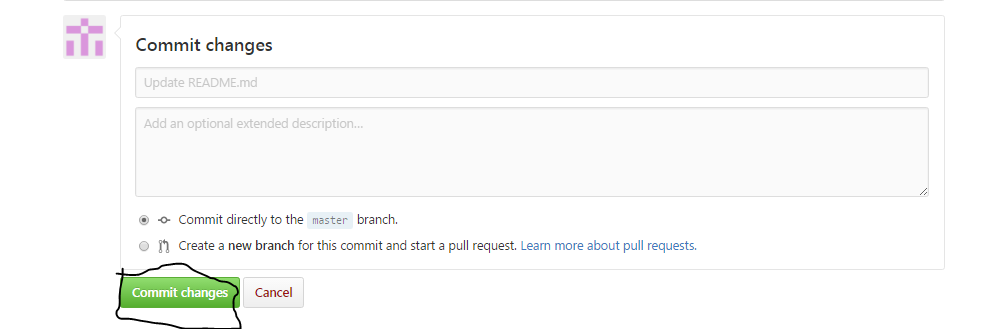 Commit changes
Update README.md
Add an optional extended description...
Commit directly to the master branch.
Create a new branch for this commit and start a pull request. Learn more about pull requests.
Commit changes Cancel